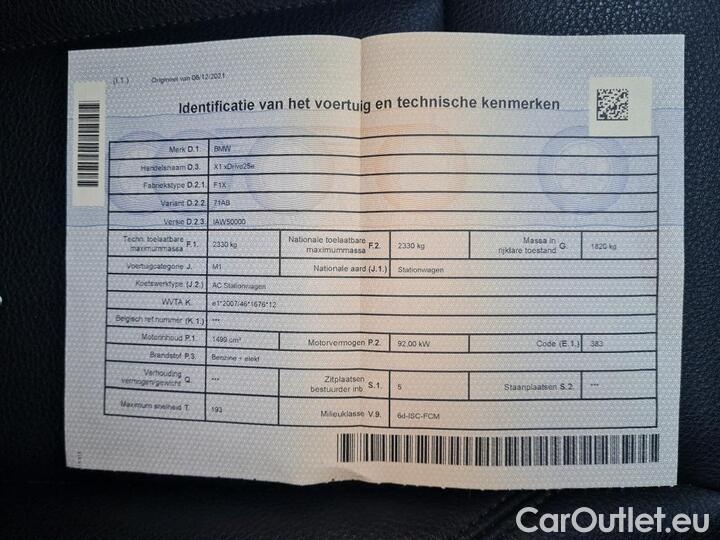 (I.1.) Origineel van 06/12/2021
Identificatie van het voertuig en technische kenmerken
Merk D.1. BMW
Handelsnaam D.3. X1 xDrive25e
Fabriekstype D.2.1. F1X
Variant D.2.2. 71AB
Versie D.2.3. IAW50000
Techn. toelaatbare maximummassa F.1. 2330 kg Nationale toelaatbare maximummassa F.2. 2330 kg Massa in rijklare toestand G. 1820 kg
Voertuigcategorie J. M1 Nationale aard (J.1.) Stationwagen
Koetswerktype (J.2.) AC Stationwagen
WVTA K. e1*2007/46*1676*12
Belgisch ref.nummer (K.1.) ***
Motorinhoud P.1. 1499 cm³ Motorvermogen P.2. 92,00 kW Code (E.1.) 383
Brandstof P.3. Benzine + elekt
Verhouding vermogen/gewicht Q. *** Zitplaatsen bestuurder inb. S.1. 5 Staanplaatsen S.2. ***
Maximum snelheid T. 193 Milieuklasse V.9. 6d-ISC-FCM
CarOutlet.eu